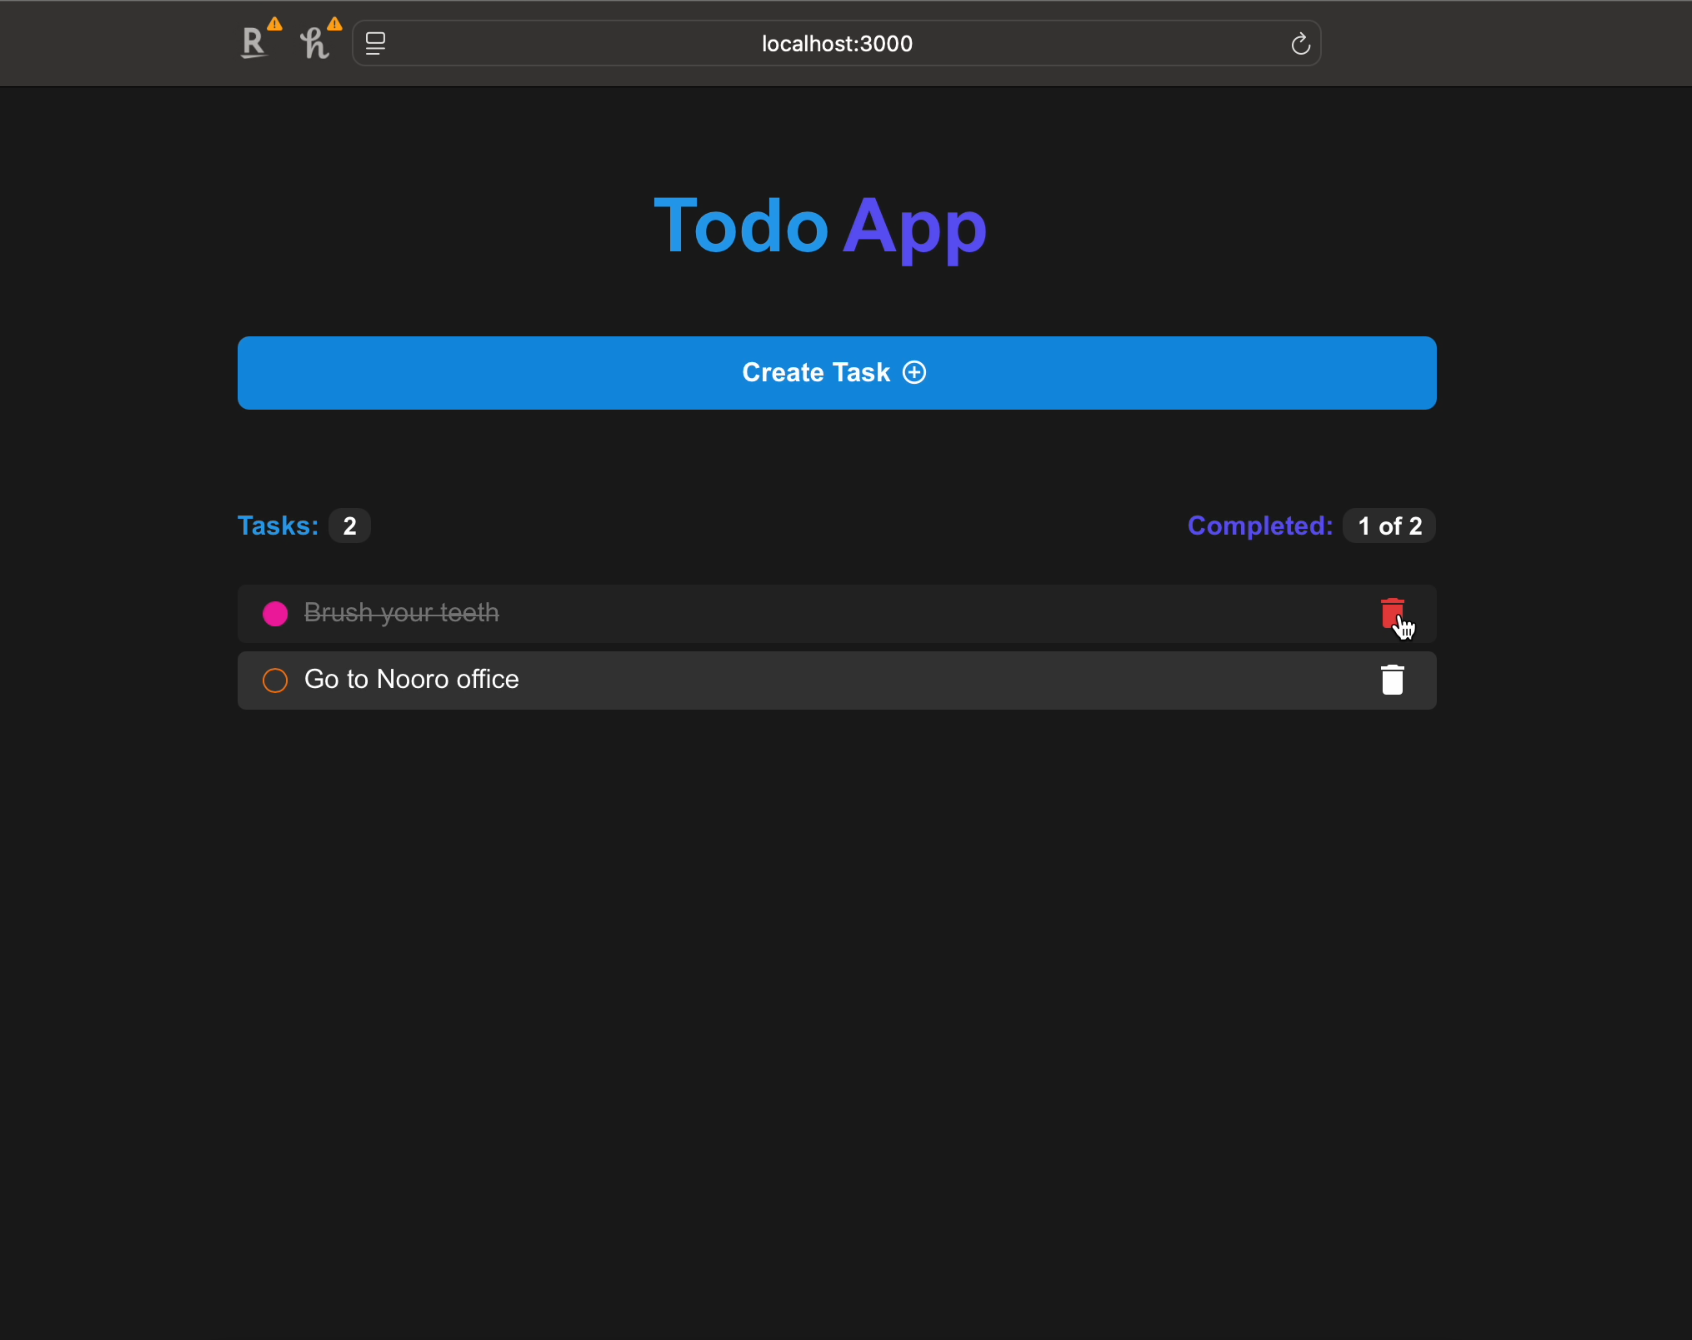 localhost:3000
Todo App
Create Task
Tasks: 2
Completed: 1 of 2
Brush your teeth
Go to Nooro office